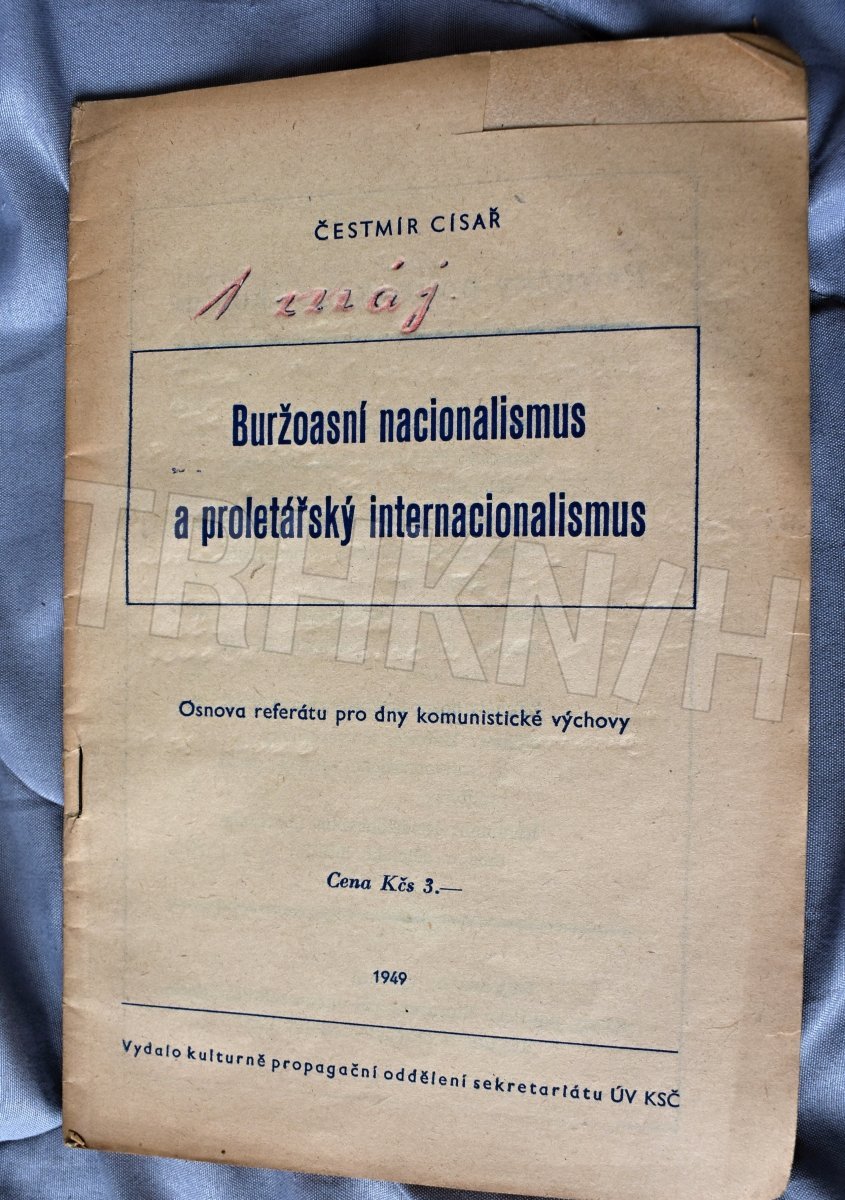 ČESTMÍR CÍSAŘ
1 máj.
Buržoasní nacionalismus
a proletářský internacionalismus
TRHKN/H
Osnova referátu pro dny komunistické výchovy
Cena Kčs 3.—
1949
Vydalo kulturně propagační oddělení sekretariátu ÚV KSČ